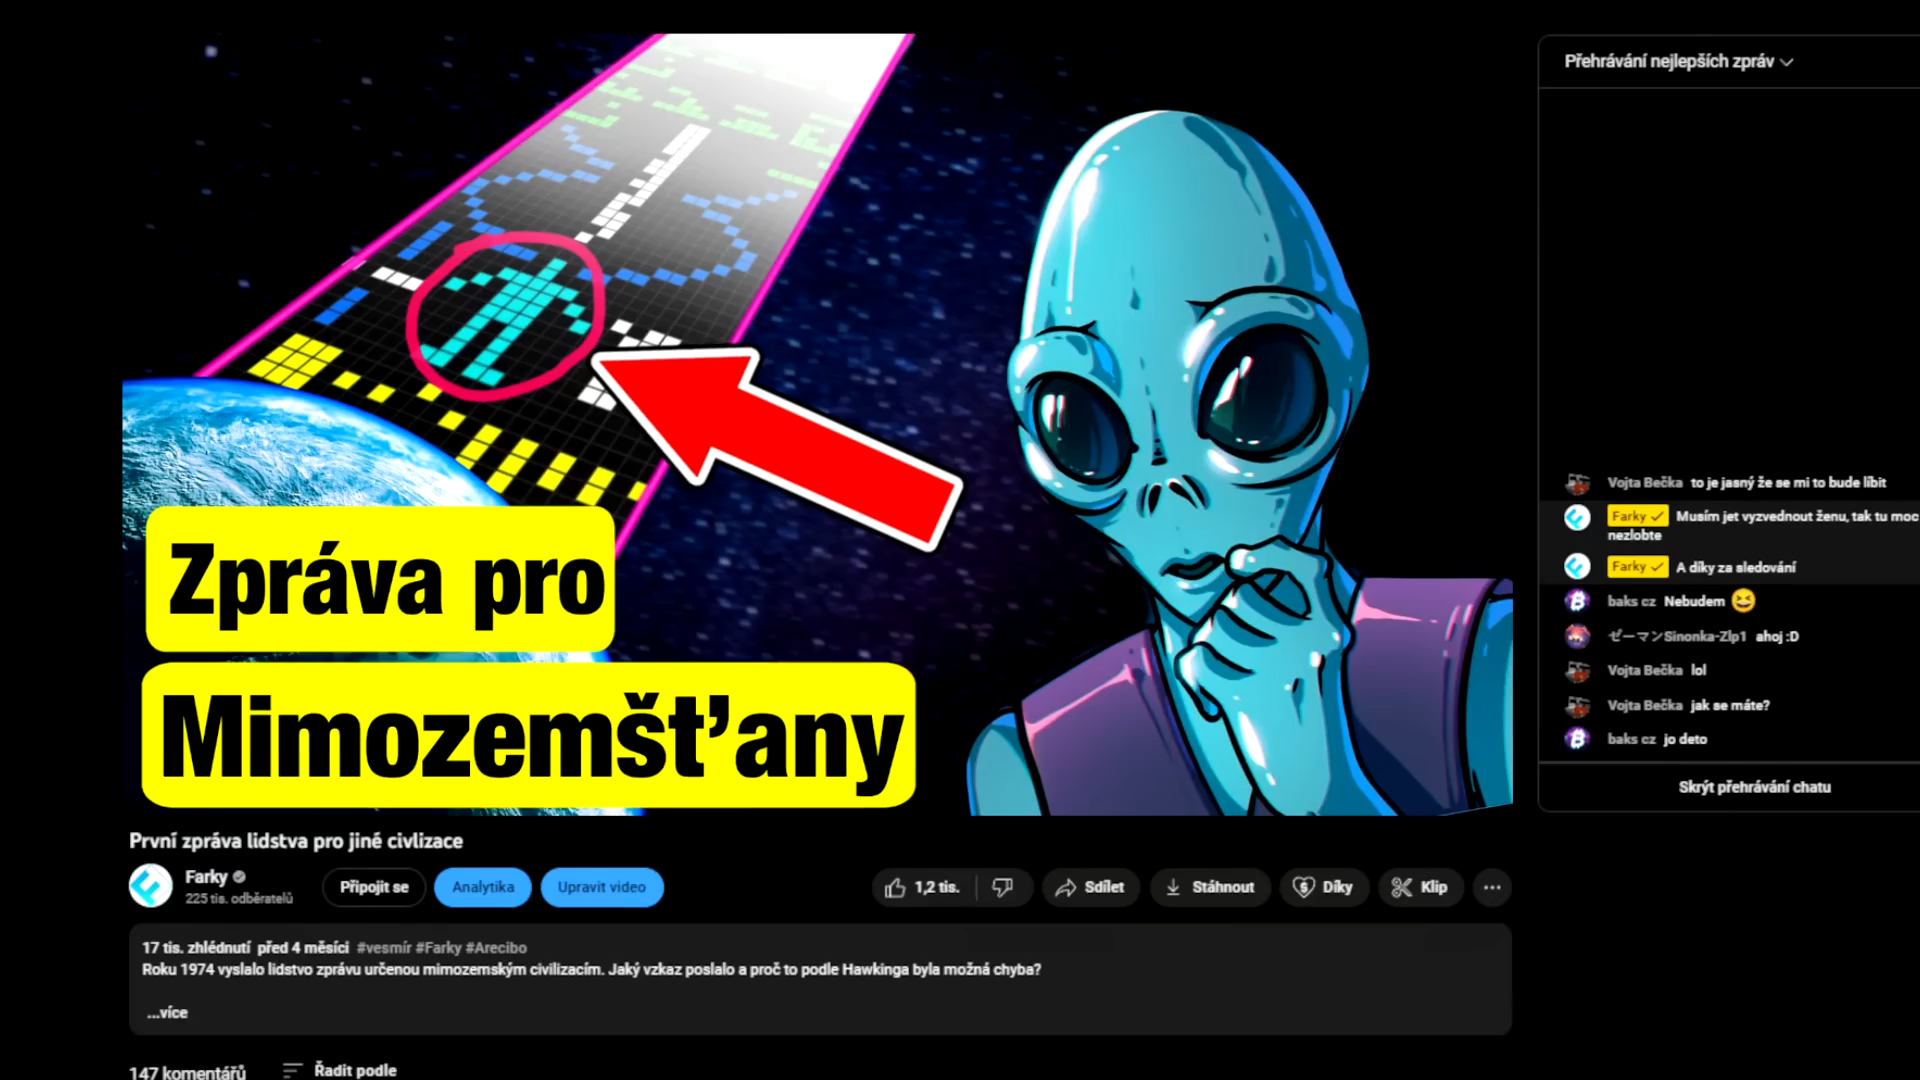 Zpráva pro
Mimozemšťany
První zpráva lidstva pro jiné civlizace
Farky
225 tis. odběratelů
Připojit se
Analytika
Upravit video
1,2 tis.
Sdílet
Stáhnout
Díky
Klip
17 tis. zhlédnutí před 4 měsíci #vesmír #Farky #Arecibo
Roku 1974 vyslalo lidstvo zprávu určenou mimozemským civilizacím. Jaký vzkaz poslalo a proč to podle Hawkinga byla možná chyba?
...více
147 komentářů
Řadit podle
Přehrávání nejlepších zpráv
Vojta Bečka to je jasný že se mi to bude líbit
Farky Musím jet vyzvednout ženu, tak tu moc
nezlobte
Farky A díky za sledování
baks cz Nebudem
ゼーマンSinonka-Zlp1 ahoj :D
Vojta Bečka lol
Vojta Bečka jak se máte?
baks cz jo deto
Skrýt přehrávání chatu